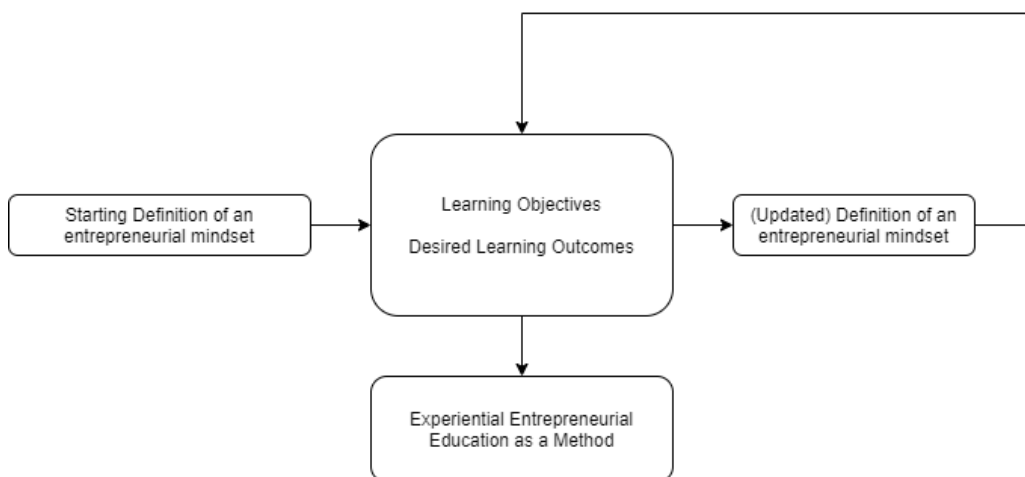 Starting Definition of an
entrepreneurial mindset
Learning Objectives
Desired Learning Outcomes
(Updated) Definition of an
entrepreneurial mindset
Experiential Entrepreneurial
Education as a Method